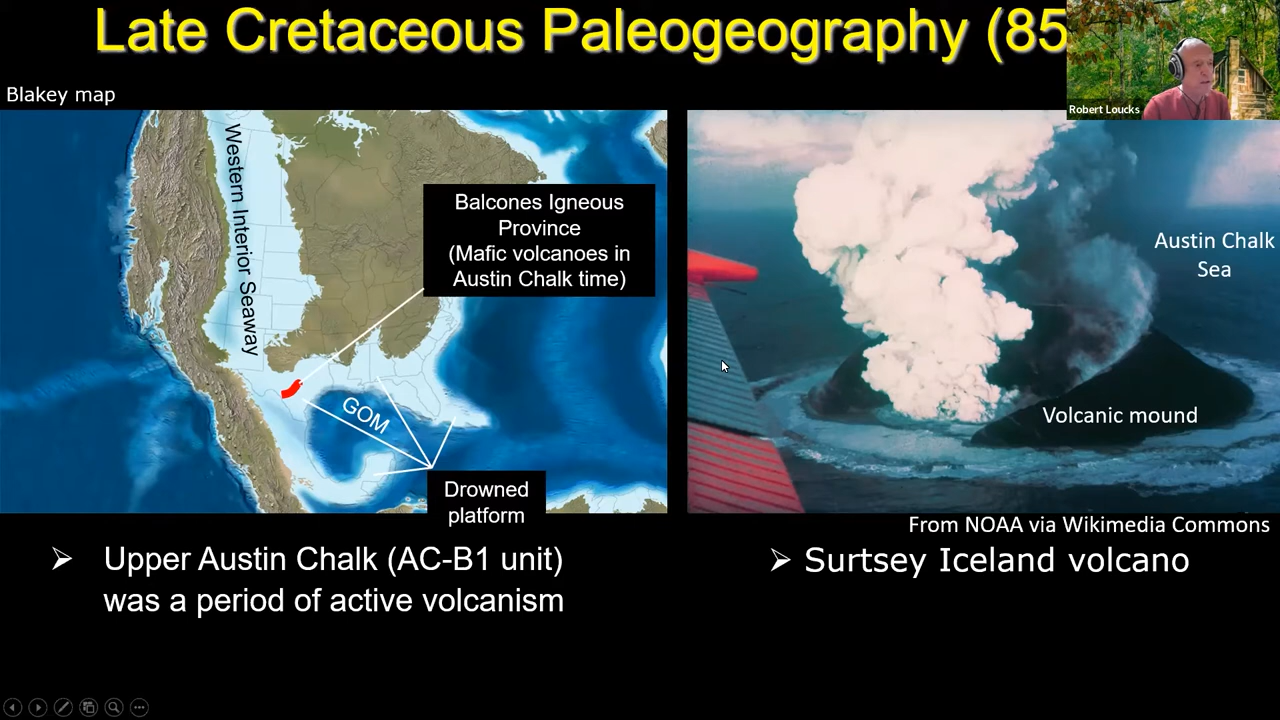 Late Cretaceous Paleogeography (85
Robert Loucks
Blakey map
Western Interior Seaway
Balcones Igneous
Province
(Mafic volcanoes in
Austin Chalk time)
GOM
Drowned
platform
Austin Chalk
Sea
Volcanic mound
From NOAA via Wikimedia Commons
➢ Upper Austin Chalk (AC-B1 unit)
was a period of active volcanism
➢ Surtsey Iceland volcano